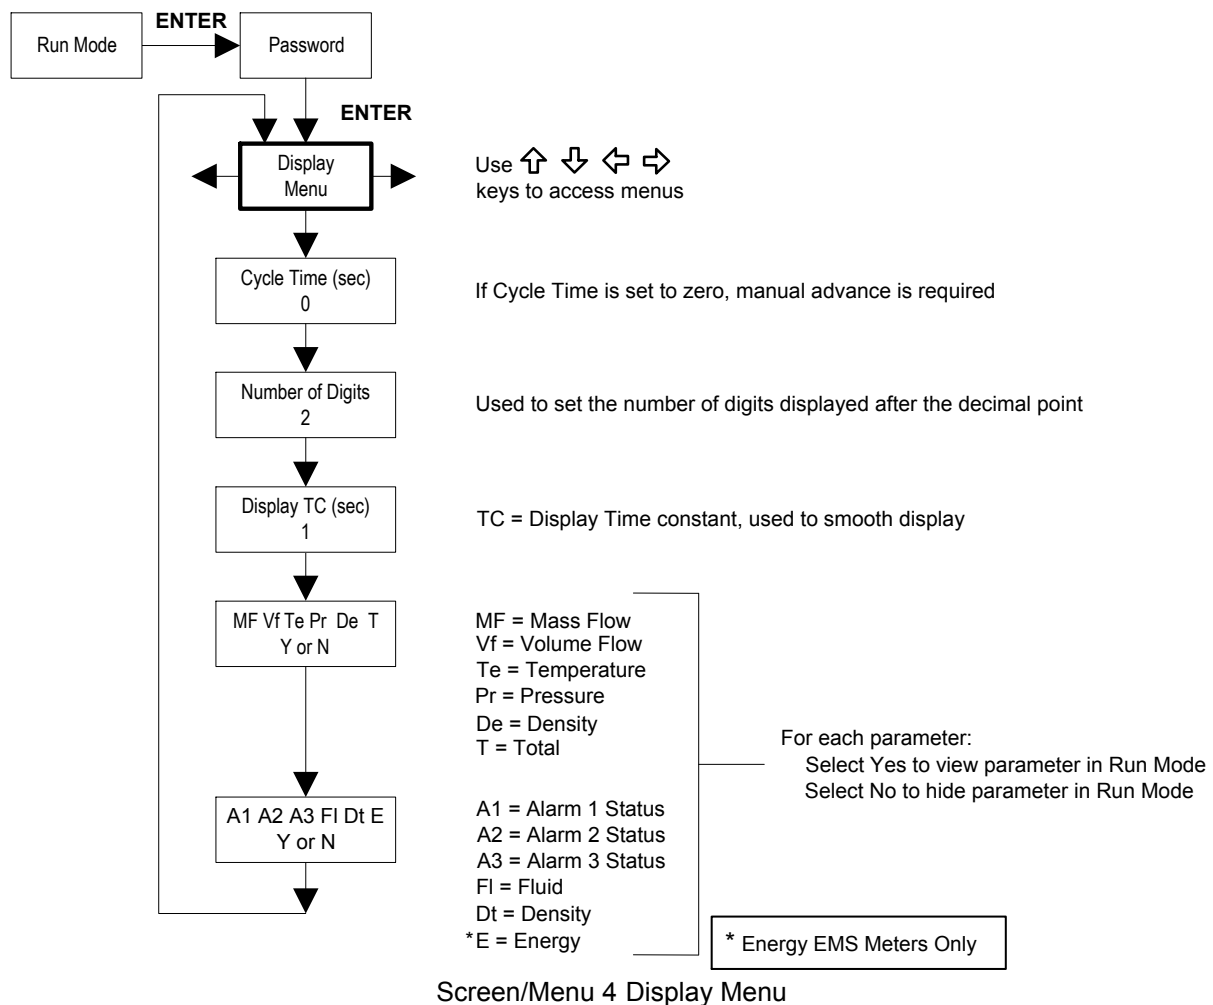 ENTER
Run Mode
Password
ENTER
Display
Menu
Use
keys to access menus
Cycle Time (sec)
0
If Cycle Time is set to zero, manual advance is required
Number of Digits
2
Used to set the number of digits displayed after the decimal point
Display TC (sec)
1
TC = Display Time constant, used to smooth display
MF Vf Te Pr De T
Y or N
MF = Mass Flow
Vf = Volume Flow
Te = Temperature
Pr = Pressure
De = Density
T = Total
For each parameter:
Select Yes to view parameter in Run Mode
Select No to hide parameter in Run Mode
A1 A2 A3 Fl Dt E
Y or N
A1 = Alarm 1 Status
A2 = Alarm 2 Status
A3 = Alarm 3 Status
Fl = Fluid
Dt = Density
*E = Energy
* Energy EMS Meters Only
Screen/Menu 4 Display Menu